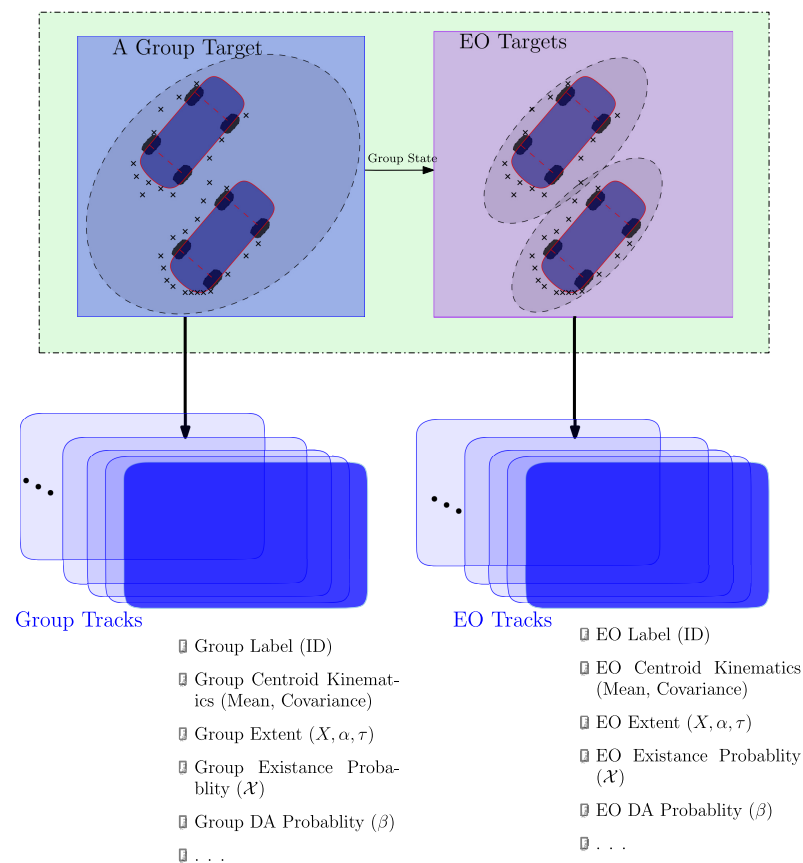 A Group Target
EO Targets
Group State
Group Tracks
Group Label (ID)
Group Centroid Kinemat-
ics (Mean, Covariance)
Group Extent (X, α, τ)
Group Existance Proba-
blity (𝒳)
Group DA Probablity (β)
. . .
EO Tracks
EO Label (ID)
EO Centroid Kinematics
(Mean, Covariance)
EO Extent (X, α, τ)
EO Existance Probablity
(𝒳)
EO DA Probablity (β)
. . .